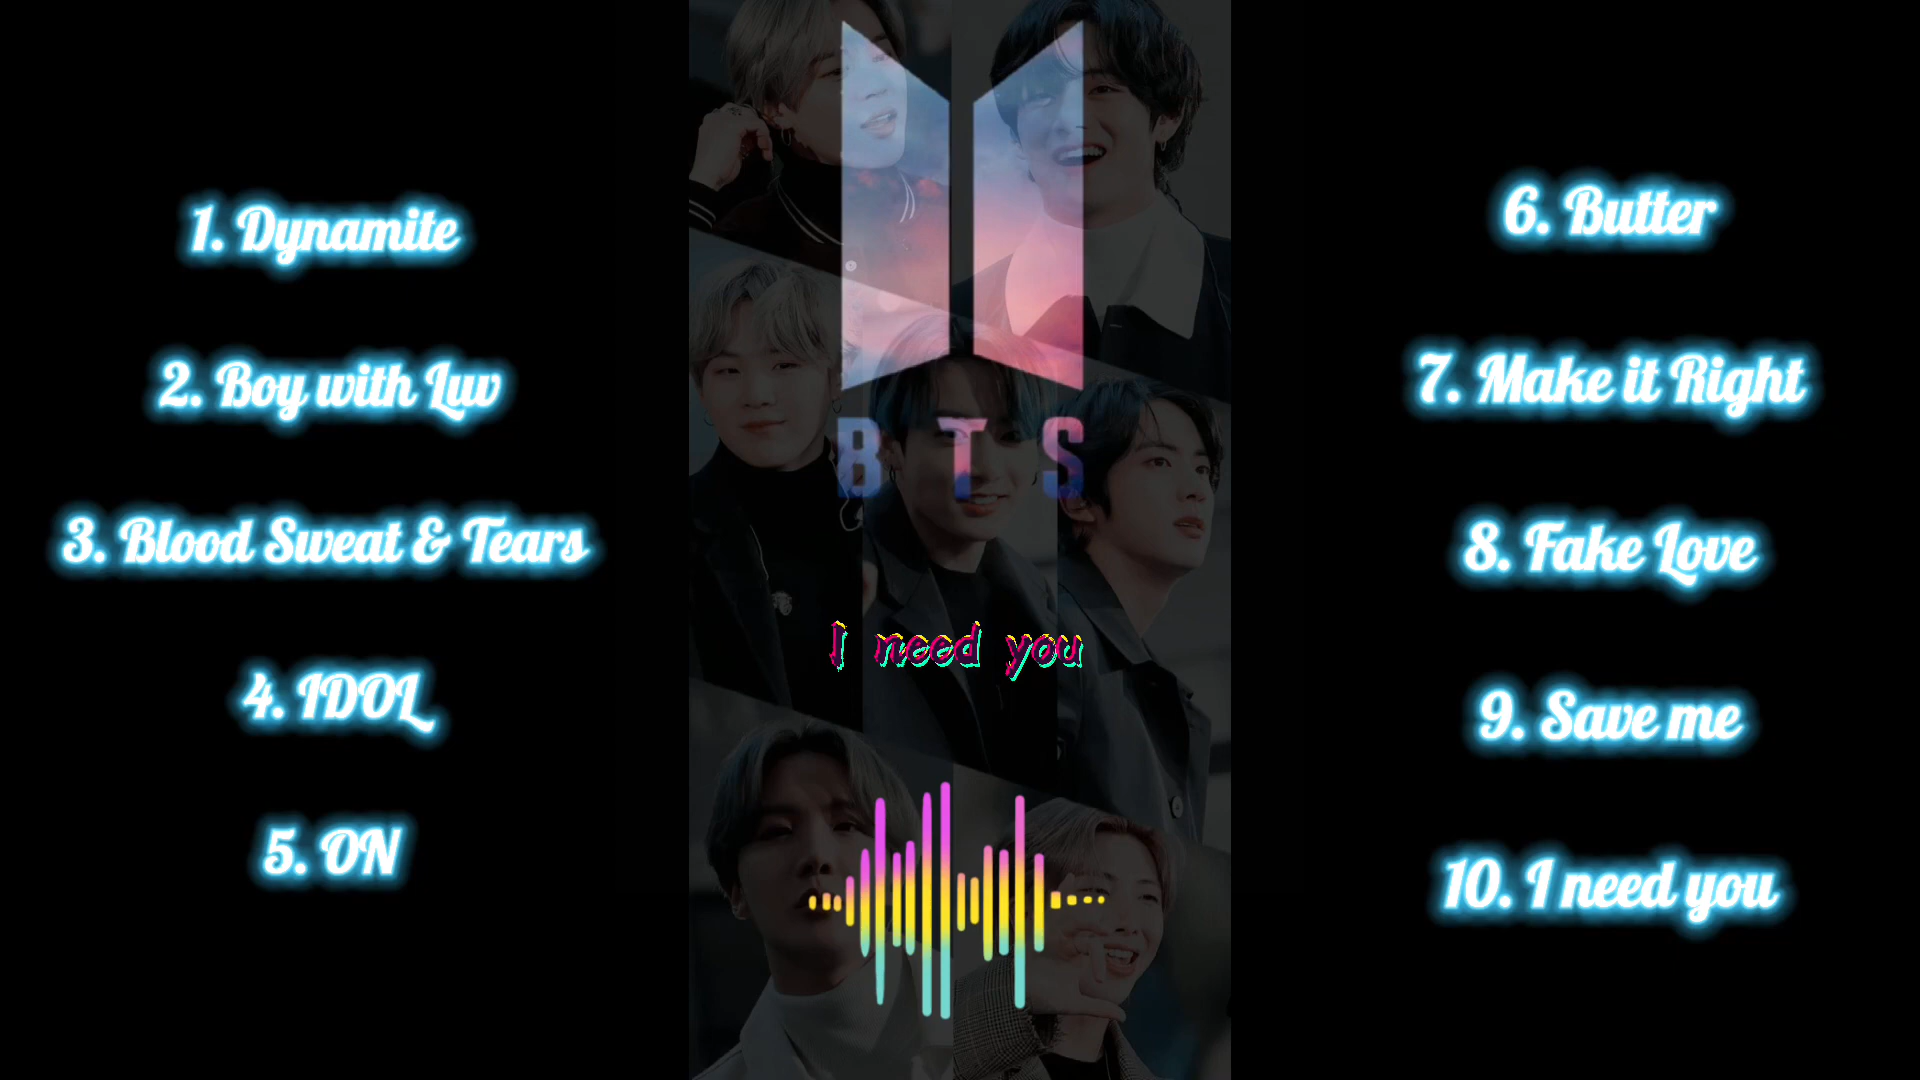 1. Dynamite
2. Boy with Luv
3. Blood Sweat & Tears
4. IDOL
5. ON
BTS
I need you
6. Butter
7. Make it Right
8. Fake Love
9. Save me
10. I need you